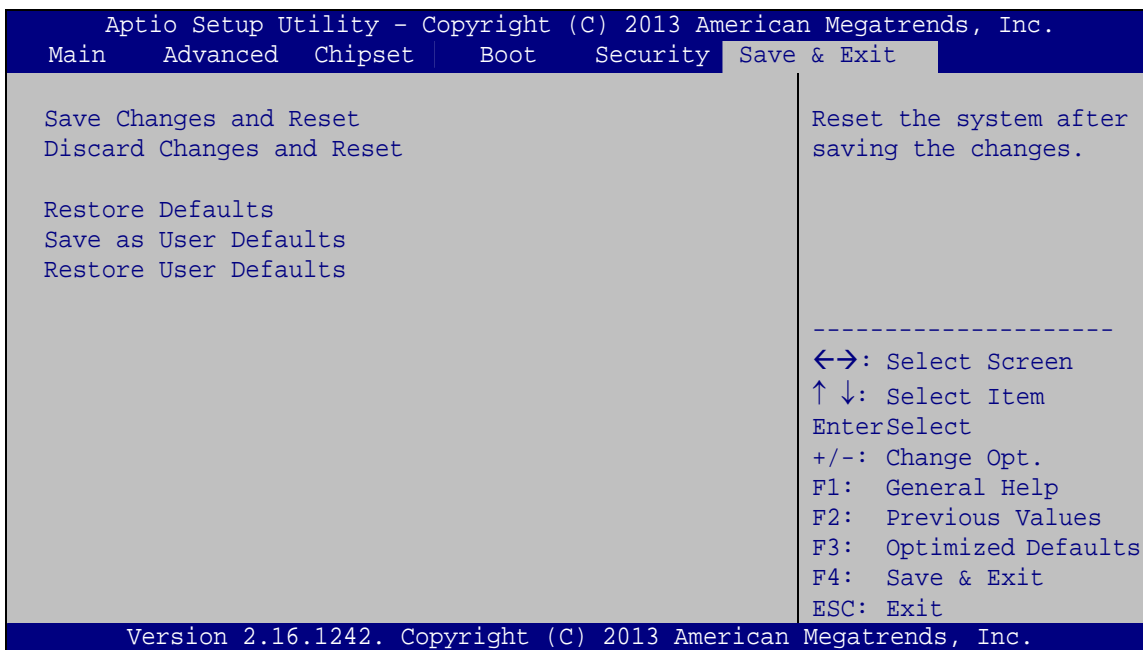 Aptio Setup Utility – Copyright (C) 2013 American Megatrends, Inc.
Main Advanced Chipset Boot Security Save & Exit
Save Changes and Reset
Discard Changes and Reset
Restore Defaults
Save as User Defaults
Restore User Defaults
Reset the system after
saving the changes.
---------------------
←→: Select Screen
↑ ↓: Select Item
EnterSelect
+/-: Change Opt.
F1: General Help
F2: Previous Values
F3: Optimized Defaults
F4: Save & Exit
ESC: Exit
Version 2.16.1242. Copyright (C) 2013 American Megatrends, Inc.